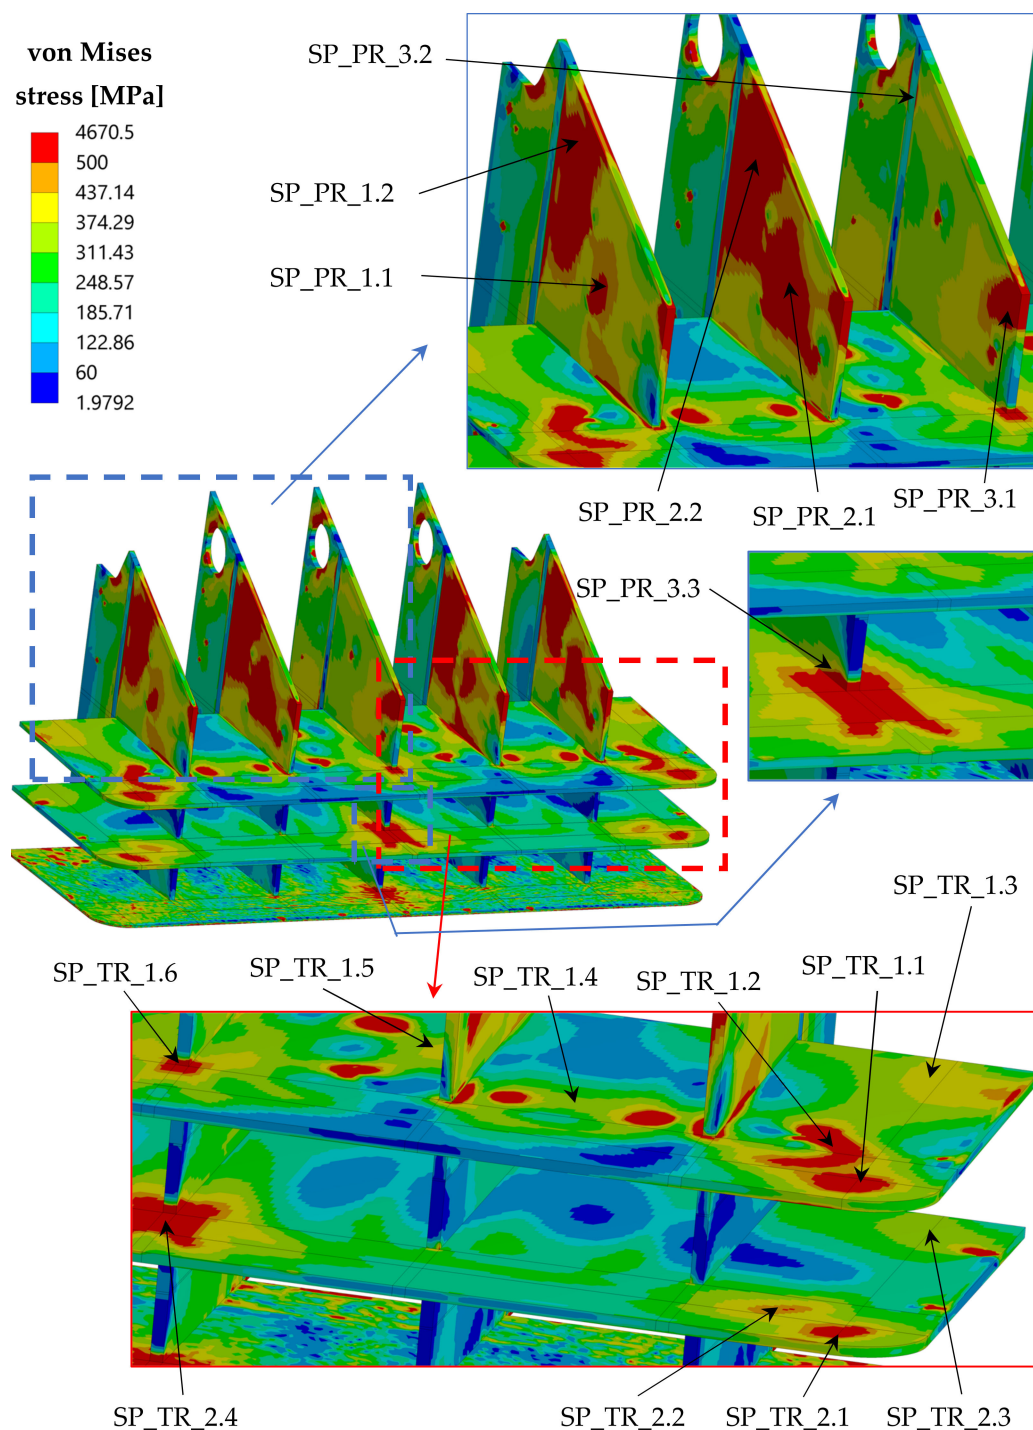 von Mises
stress [MPa]
4670.5
500
437.14
374.29
311.43
248.57
185.71
122.86
60
1.9792
SP_PR_3.2
SP_PR_1.2
SP_PR_1.1
SP_PR_2.2
SP_PR_2.1
SP_PR_3.1
SP_PR_3.3
SP_TR_1.3
SP_TR_1.6
SP_TR_1.5
SP_TR_1.4
SP_TR_1.2
SP_TR_1.1
SP_TR_2.4
SP_TR_2.2
SP_TR_2.1
SP_TR_2.3